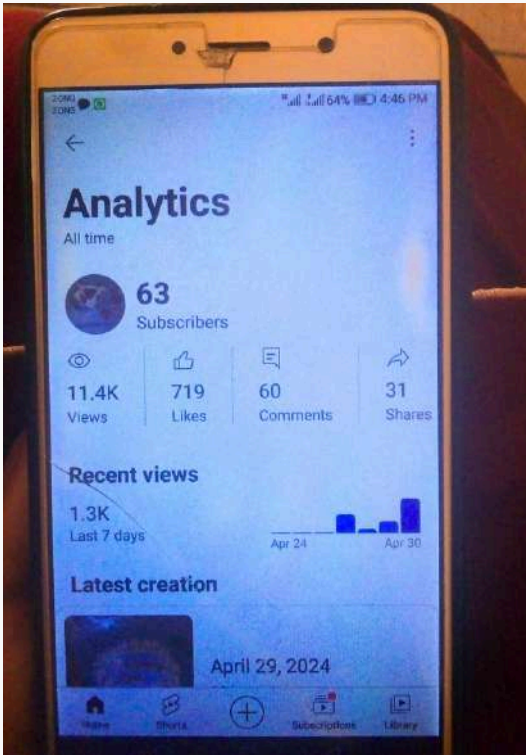 ZONG
ZONG
64% 4:46 PM
Analytics
All time
63
Subscribers
11.4K
Views
719
Likes
60
Comments
31
Shares
Recent views
1.3K
Last 7 days
Apr 24
Apr 30
Latest creation
April 29, 2024
Home
Shorts
Subscriptions
Library